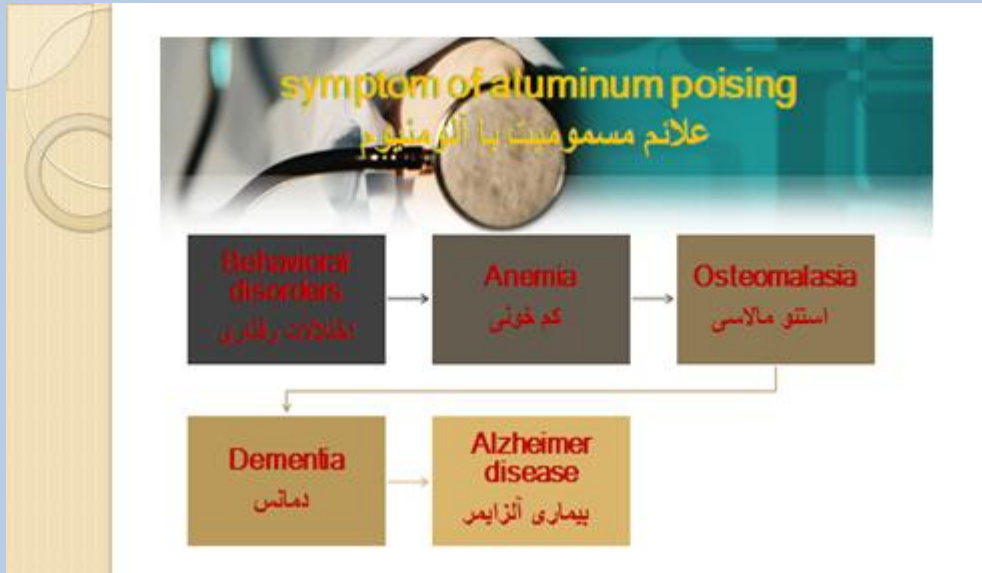 symptom of aluminum poising
علائم مسمومیت با آلومنیوم
Behavioral
disorders
اختلالات رفتاری
Anemia
کم خونی
Osteomalasia
استئو مالاسی
Dementia
دمانس
Alzheimer
disease
بیماری آلزایمر